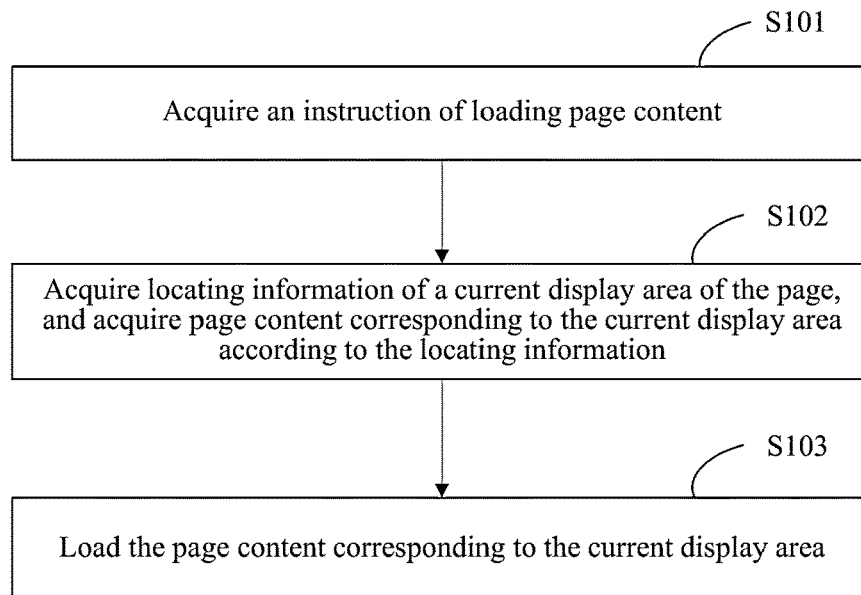 S101
Acquire an instruction of loading page content
S102
Acquire locating information of a current display area of the page,
and acquire page content corresponding to the current display area
according to the locating information
S103
Load the page content corresponding to the current display area